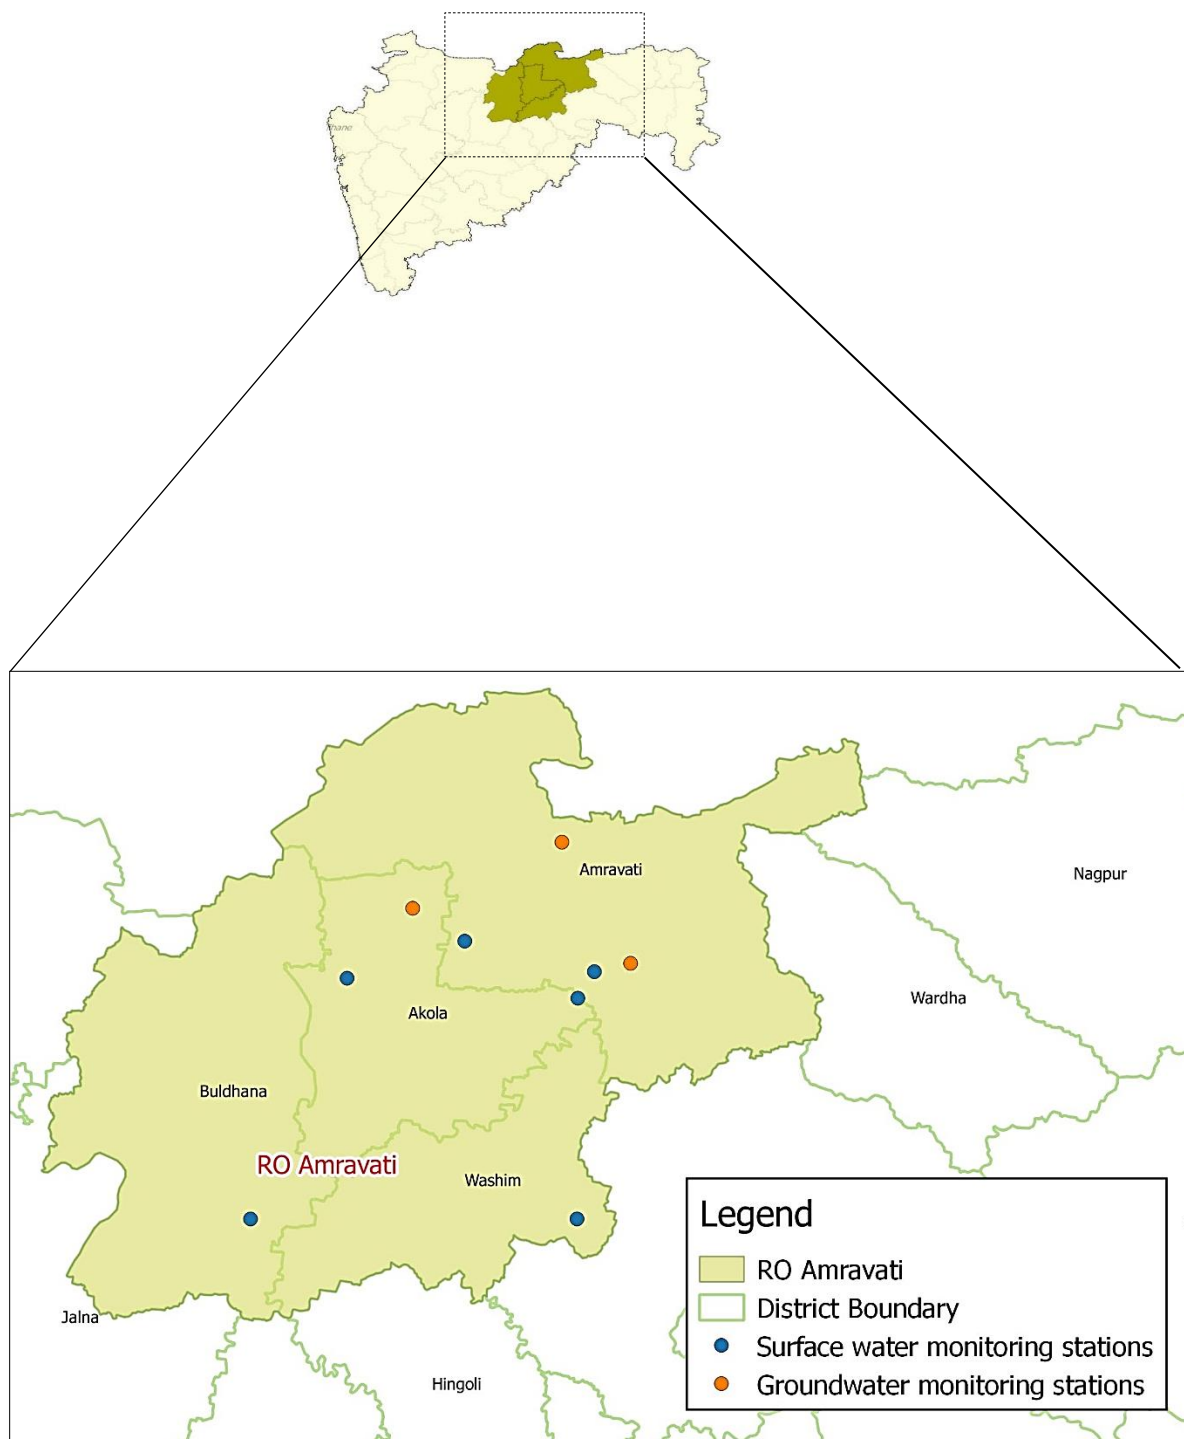 Thane
Amravati
Nagpur
Wardha
Akola
Buldhana
RO Amravati
Washim
Jalna
Hingoli
Legend
RO Amravati
District Boundary
Surface water monitoring stations
Groundwater monitoring stations